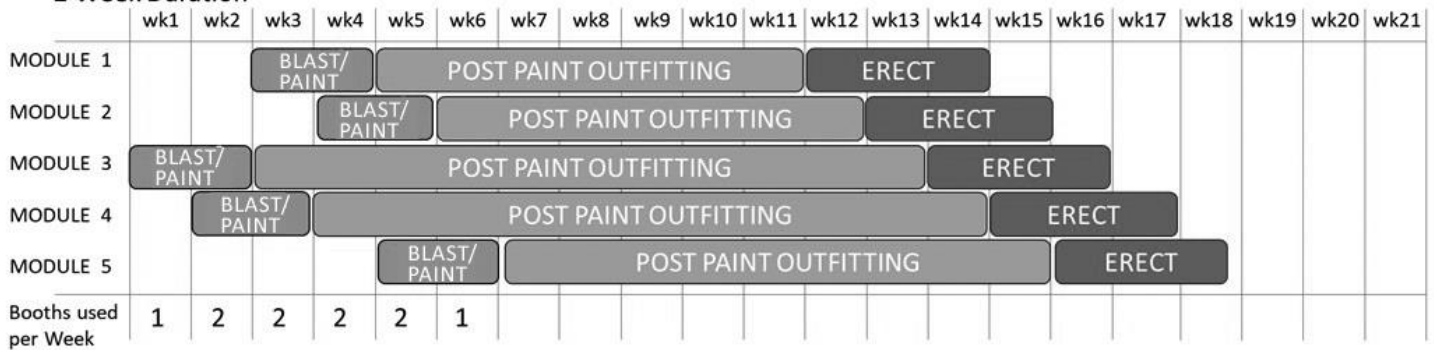 wk1 wk2 wk3 wk4 wk5 wk6 wk7 wk8 wk9 wk10 wk11 wk12 wk13 wk14 wk15 wk16 wk17 wk18 wk19 wk20 wk21
MODULE 1
BLAST/
PAINT
POST PAINT OUTFITTING
ERECT
MODULE 2
BLAST/
PAINT
POST PAINT OUTFITTING
ERECT
MODULE 3
BLAST/
PAINT
POST PAINT OUTFITTING
ERECT
MODULE 4
BLAST/
PAINT
POST PAINT OUTFITTING
ERECT
MODULE 5
BLAST/
PAINT
POST PAINT OUTFITTING
ERECT
Booths used
per Week
1 2 2 2 2 1